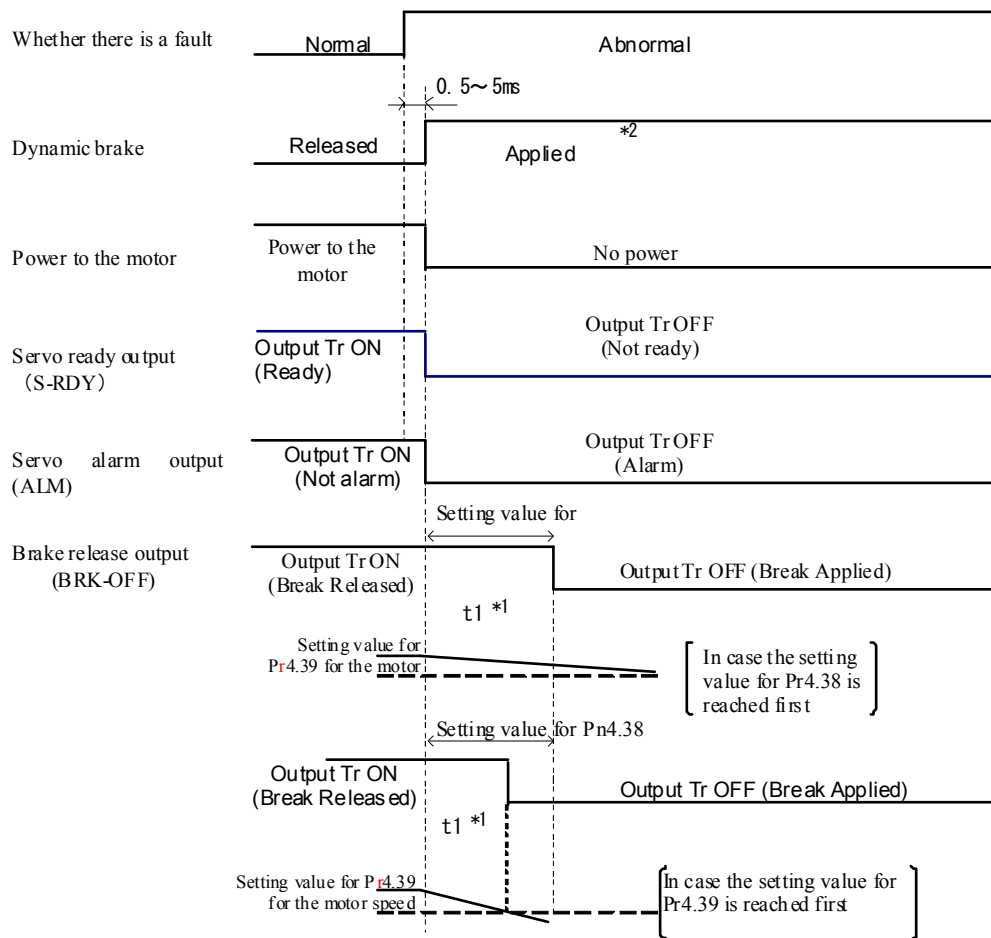 Whether there is a fault
Normal
Abnormal
0. 5～5ms
Dynamic brake
Released
Applied
*2
Power to the motor
Power to the
motor
No power
Servo ready output
(S-RDY)
Output Tr ON
(Ready)
Output Tr OFF
(Not ready)
Servo alarm output
(ALM)
Output Tr ON
(Not alarm)
Output Tr OFF
(Alarm)
Setting value for
Brake release output
(BRK-OFF)
Output Tr ON
(Break Released)
Output Tr OFF (Break Applied)
t1 *1
Setting value for
Pr4.39 for the motor
In case the setting
value for Pr4.38 is
reached first
Setting value for Pn4.38
Output Tr ON
(Break Released)
Output Tr OFF (Break Applied)
t1 *1
Setting value for Pr4.39
for the motor speed
In case the setting value for
Pr4.39 is reached first